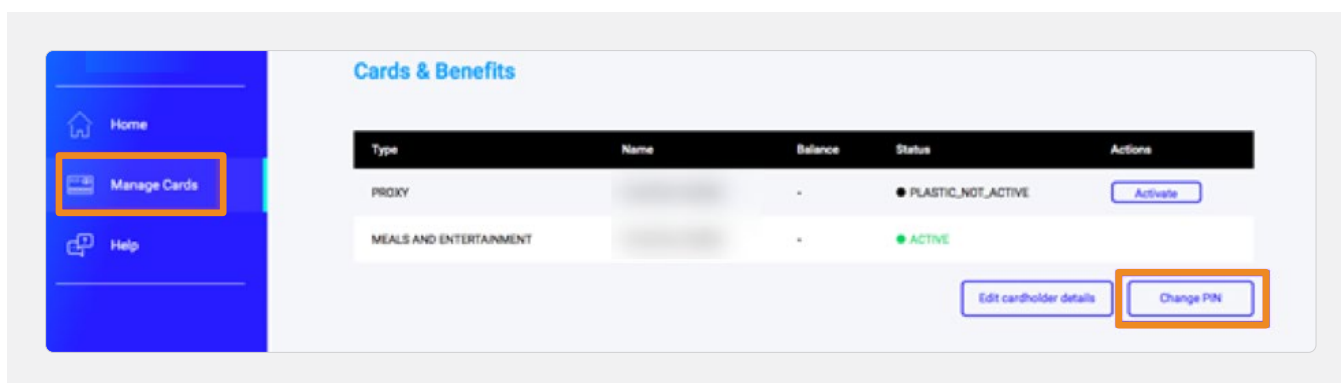 Cards & Benefits
Home
Manage Cards
Help
Type Name Balance Status Actions
PROXY - PLASTIC_NOT_ACTIVE Activate
MEALS AND ENTERTAINMENT - ACTIVE
Edit cardholder details Change PIN